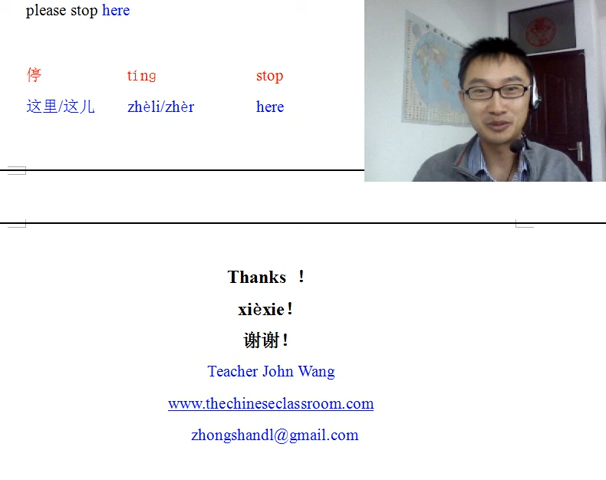 please stop here
停 tíng stop
这里/这儿 zhèlǐ/zhèr here
Thanks ！
xièxie！
谢谢！
Teacher John Wang
www.thechineseclassroom.com
zhongshandl@gmail.com